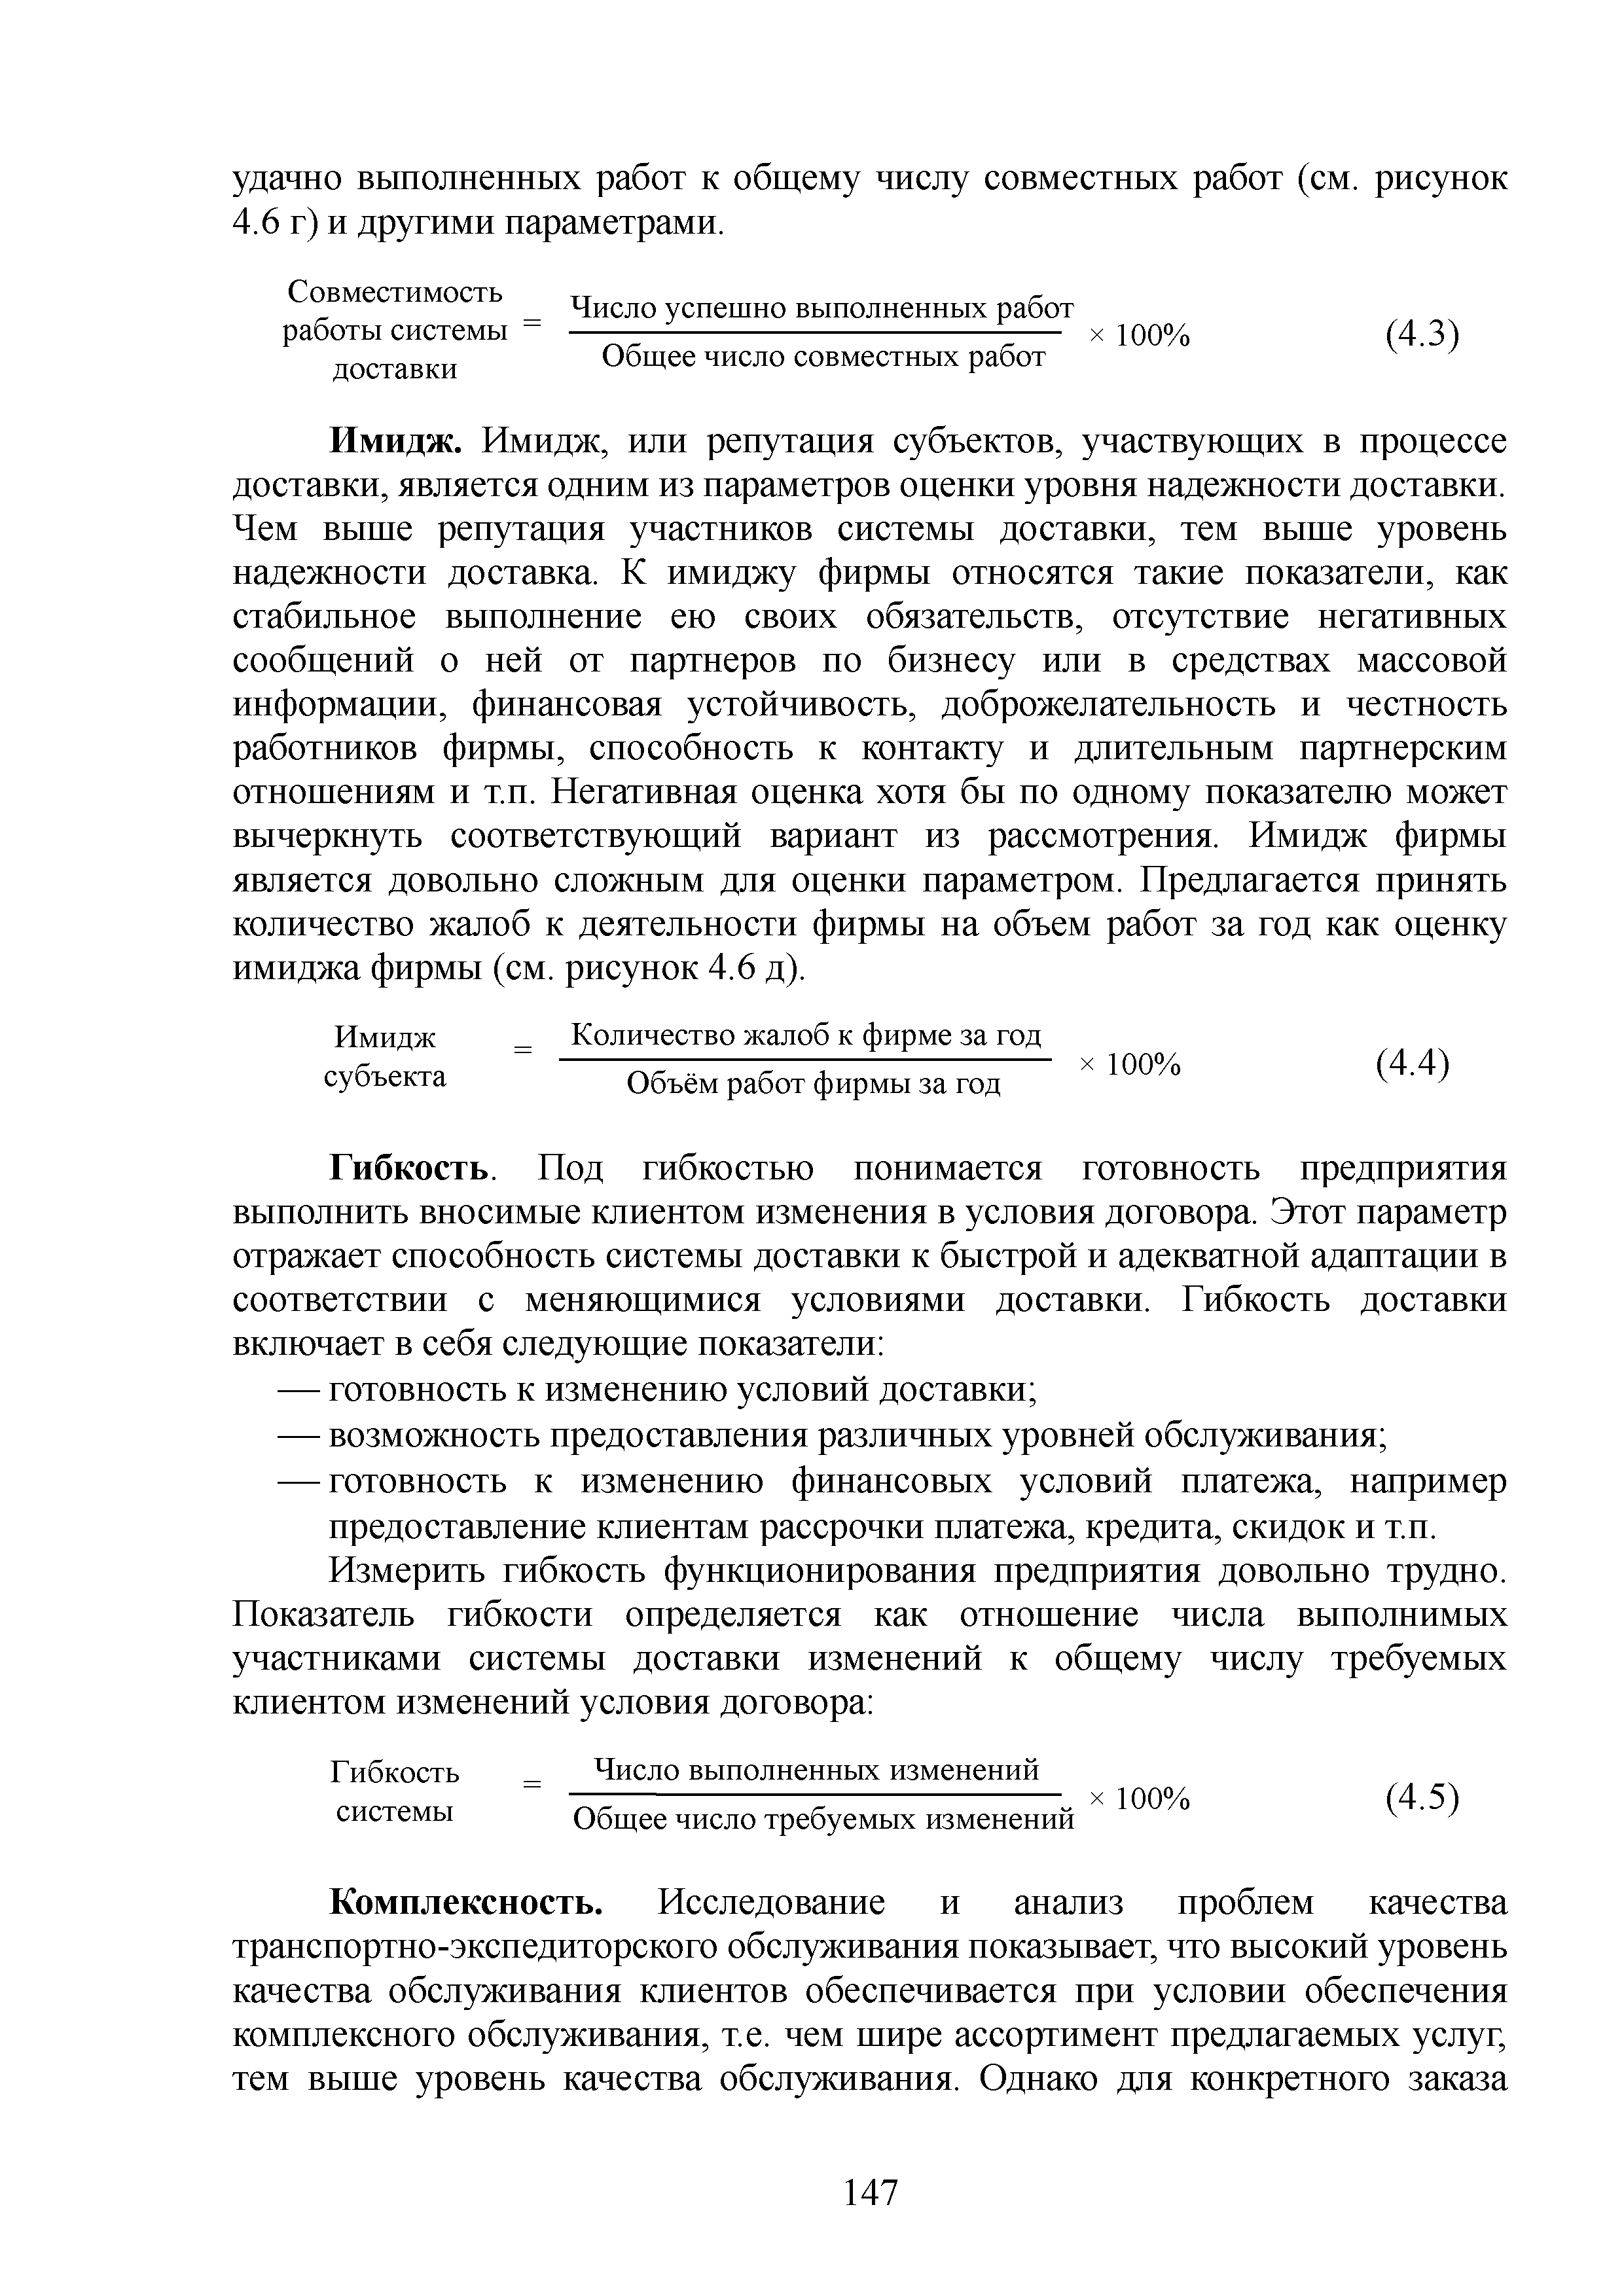 удачно выполненных работ к общему числу совместных работ (см. рисунок
4.6 г) и другими параметрами.
Совместимость
работы системы
доставки
=
Число успешно выполненных работ
Общее число совместных работ
× 100%
(4.3)
Имидж. Имидж, или репутация субъектов, участвующих в процессе
доставки, является одним из параметров оценки уровня надежности доставки.
Чем выше репутация участников системы доставки, тем выше уровень
надежности доставка. К имиджу фирмы относятся такие показатели, как
стабильное выполнение ею своих обязательств, отсутствие негативных
сообщений о ней от партнеров по бизнесу или в средствах массовой
информации, финансовая устойчивость, доброжелательность и честность
работников фирмы, способность к контакту и длительным партнерским
отношениям и т.п. Негативная оценка хотя бы по одному показателю может
вычеркнуть соответствующий вариант из рассмотрения. Имидж фирмы
является довольно сложным для оценки параметром. Предлагается принять
количество жалоб к деятельности фирмы на объем работ за год как оценку
имиджа фирмы (см. рисунок 4.6 д).
Имидж
субъекта
=
Количество жалоб к фирме за год
Объём работ фирмы за год
× 100%
(4.4)
Гибкость. Под гибкостью понимается готовность предприятия
выполнить вносимые клиентом изменения в условия договора. Этот параметр
отражает способность системы доставки к быстрой и адекватной адаптации в
соответствии с меняющимися условиями доставки. Гибкость доставки
включает в себя следующие показатели:
— готовность к изменению условий доставки;
— возможность предоставления различных уровней обслуживания;
— готовность к изменению финансовых условий платежа, например
предоставление клиентам рассрочки платежа, кредита, скидок и т.п.
Измерить гибкость функционирования предприятия довольно трудно.
Показатель гибкости определяется как отношение числа выполнимых
участниками системы доставки изменений к общему числу требуемых
клиентом изменений условия договора:
Гибкость
системы
=
Число выполненных изменений
Общее число требуемых изменений
× 100%
(4.5)
Комплексность. Исследование и анализ проблем качества
транспортно-экспедиторского обслуживания показывает, что высокий уровень
качества обслуживания клиентов обеспечивается при условии обеспечения
комплексного обслуживания, т.е. чем шире ассортимент предлагаемых услуг,
тем выше уровень качества обслуживания. Однако для конкретного заказа
147